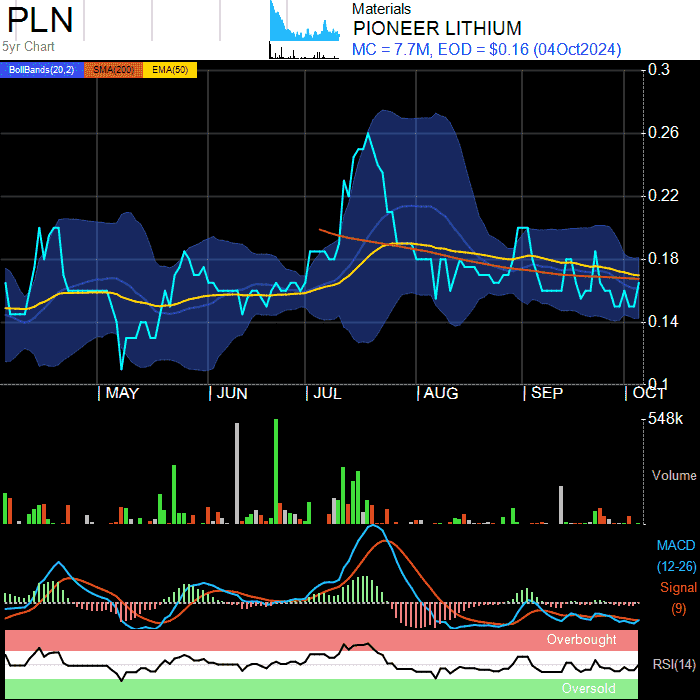 PLN
5yr Chart
Materials
PIONEER LITHIUM
MC = 7.7M, EOD = $0.16 (04Oct2024)
BollBands(20,2) SMA(200) EMA(50)
0.3
0.26
0.22
0.18
0.14
0.1
MAY JUN JUL AUG SEP OCT
548k
Volume
MACD
(12-26)
Signal
(9)
Overbought
RSI(14)
Oversold